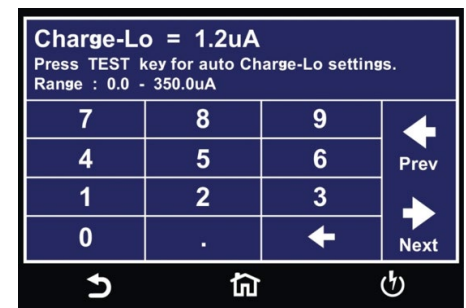 Charge-Lo = 1.2uA
Press TEST key for auto Charge-Lo settings.
Range : 0.0 - 350.0uA
7 8 9
4 5 6
Prev
1 2 3
0 .
Next